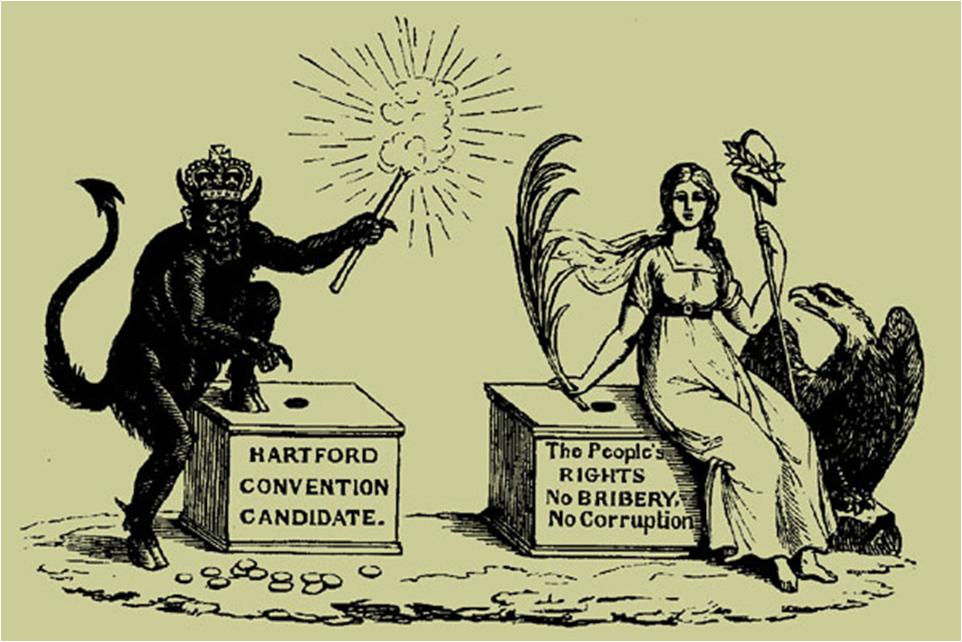 HARTFORD
CONVENTION
CANDIDATE.
The People's
RIGHTS
No BRIBERY,
No Corruption